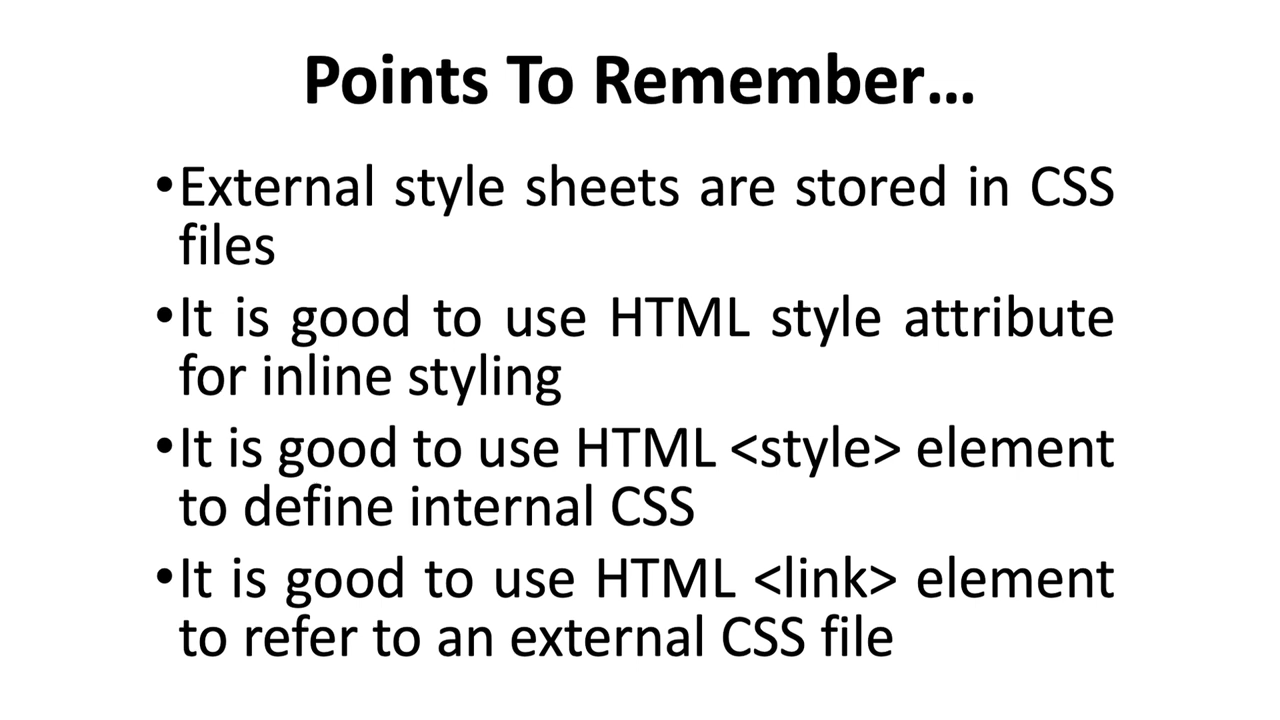 Points To Remember...
•External style sheets are stored in CSS
files
•It is good to use HTML style attribute
for inline styling
•It is good to use HTML <style> element
to define internal CSS
•It is good to use HTML <link> element
to refer to an external CSS file